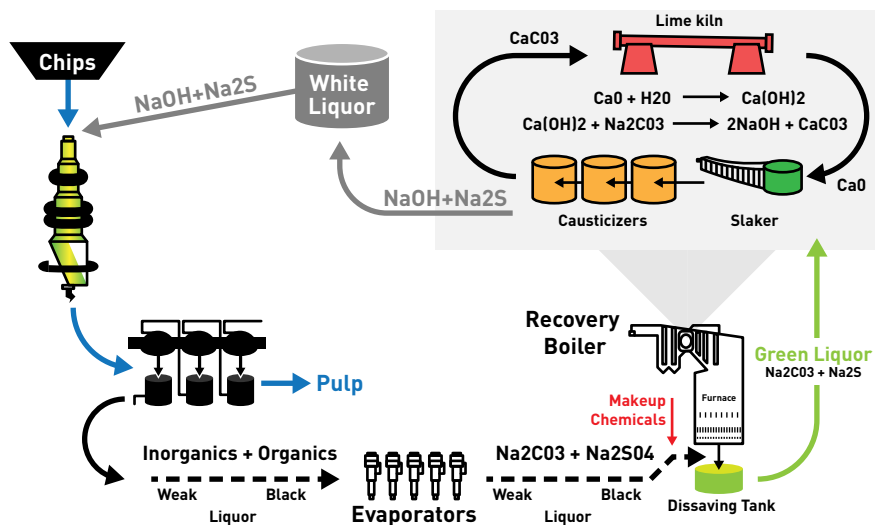 Chips
NaOH+Na2S
White
Liquor
CaC03
Lime kiln
Ca0 + H20 Ca(OH)2
Ca(OH)2 + Na2C03 2NaOH + CaC03
Ca0
NaOH+Na2S
Causticizers
Slaker
Recovery
Boiler
Green Liquor
Na2C03 + Na2S
Furnace
Pulp
Makeup
Chemicals
Inorganics + Organics
Weak Black
Liquor
Evaporators
Na2C03 + Na2S04
Weak Black
Liquor
Dissaving Tank